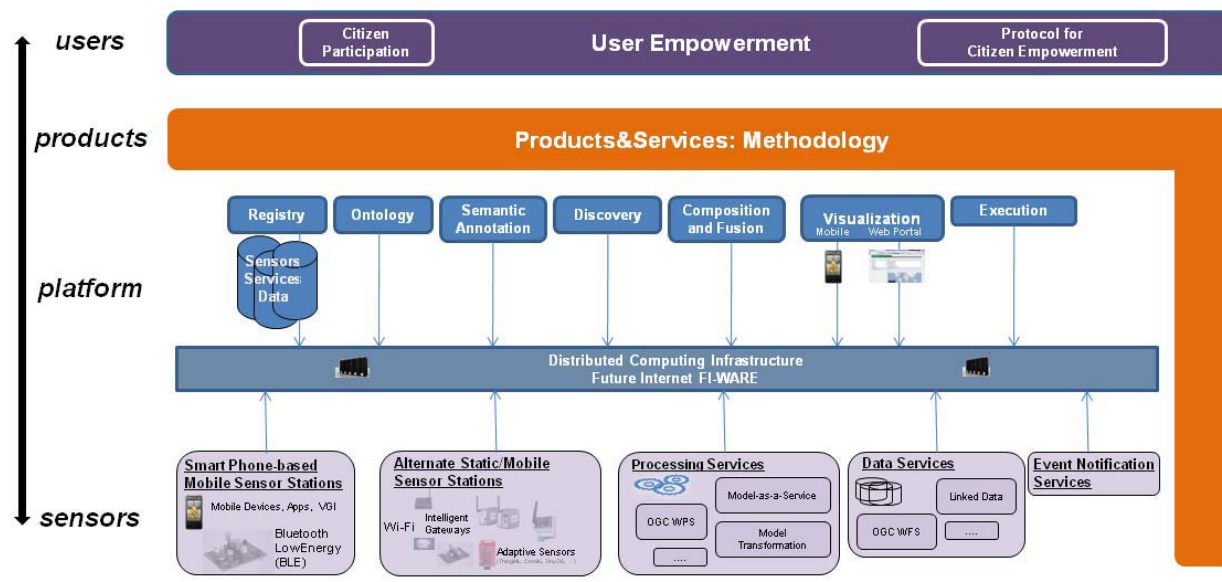 users
Citizen
Participation
User Empowerment
Protocol for
Citizen Empowerment
products
Products&Services: Methodology
Registry
Ontology
Semantic
Annotation
Discovery
Composition
and Fusion
Visualization
Mobile Web Portal
Execution
Sensors
Services
Data
platform
Distributed Computing Infrastructure
Future Internet FI-WARE
Smart Phone-based
Mobile Sensor Stations
Mobile Devices, Apps, VGI
Bluetooth
LowEnergy
(BLE)
Alternate Static/Mobile
Sensor Stations
Wi-Fi
Intelligent
Gateways
Adaptive Sensors
Processing Services
Model-as-a-Service
OGC WPS
Model
Transformation
....
Data Services
Linked Data
OGC WFS
....
Event Notification
Services
sensors